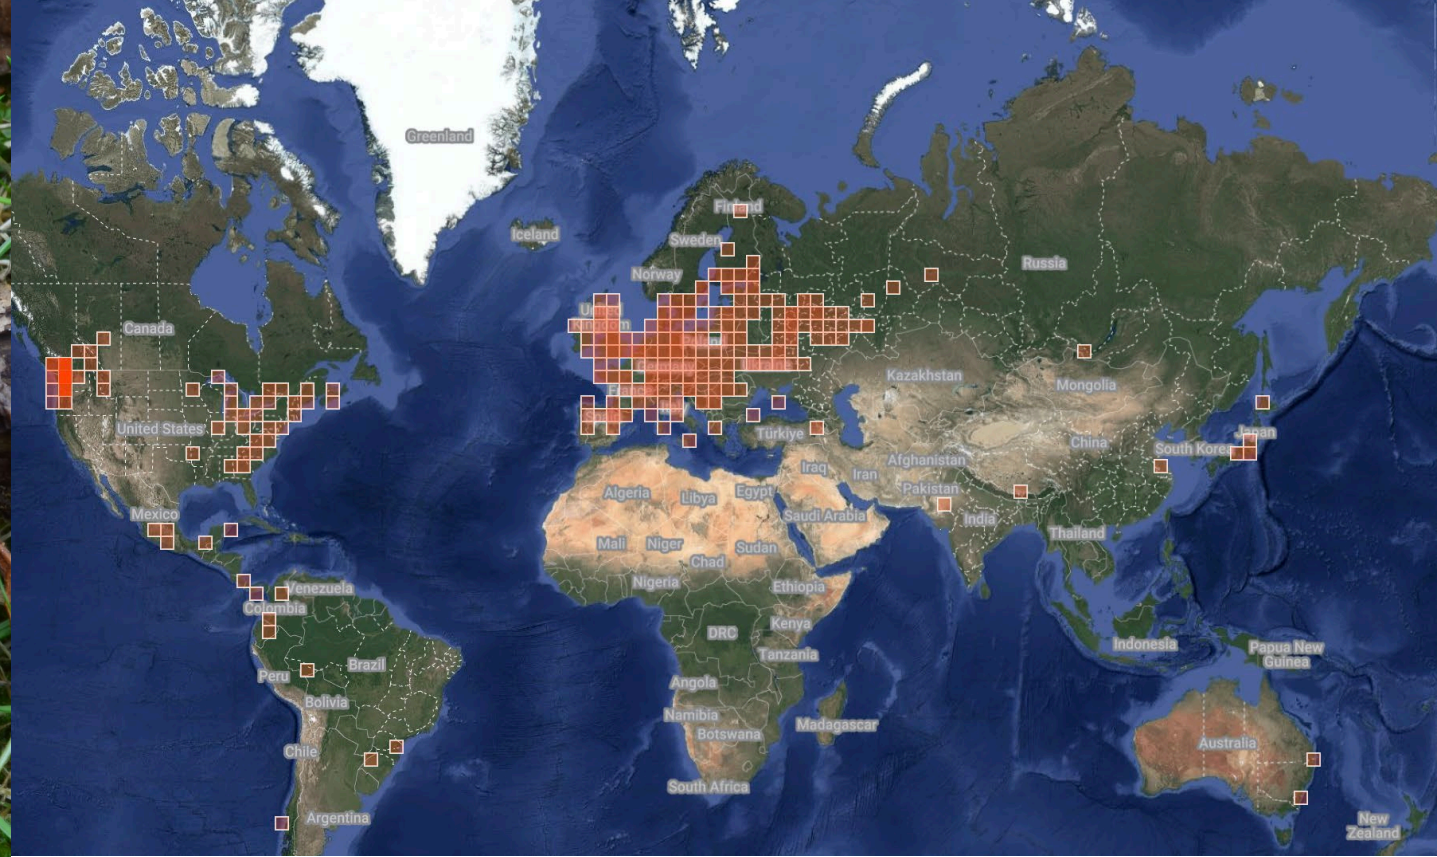 Greenland
Iceland
Finland
Sweden
Norway
Russia
Canada
United
Kingdom
Kazakhstan
Mongolia
United States
Türkiye
China
Japan
South Korea
Afghanistan
Iraq
Iran
Pakistan
Algeria
Libya
Egypt
Saudi Arabia
India
Mexico
Thailand
Mali
Niger
Chad
Sudan
Nigeria
Ethiopia
Venezuela
Colombia
Kenya
DRC
Indonesia
Papua New
Guinea
Tanzania
Brazil
Peru
Angola
Bolivia
Namibia
Botswana
Madagascar
Chile
Australia
South Africa
Argentina
New
Zealand